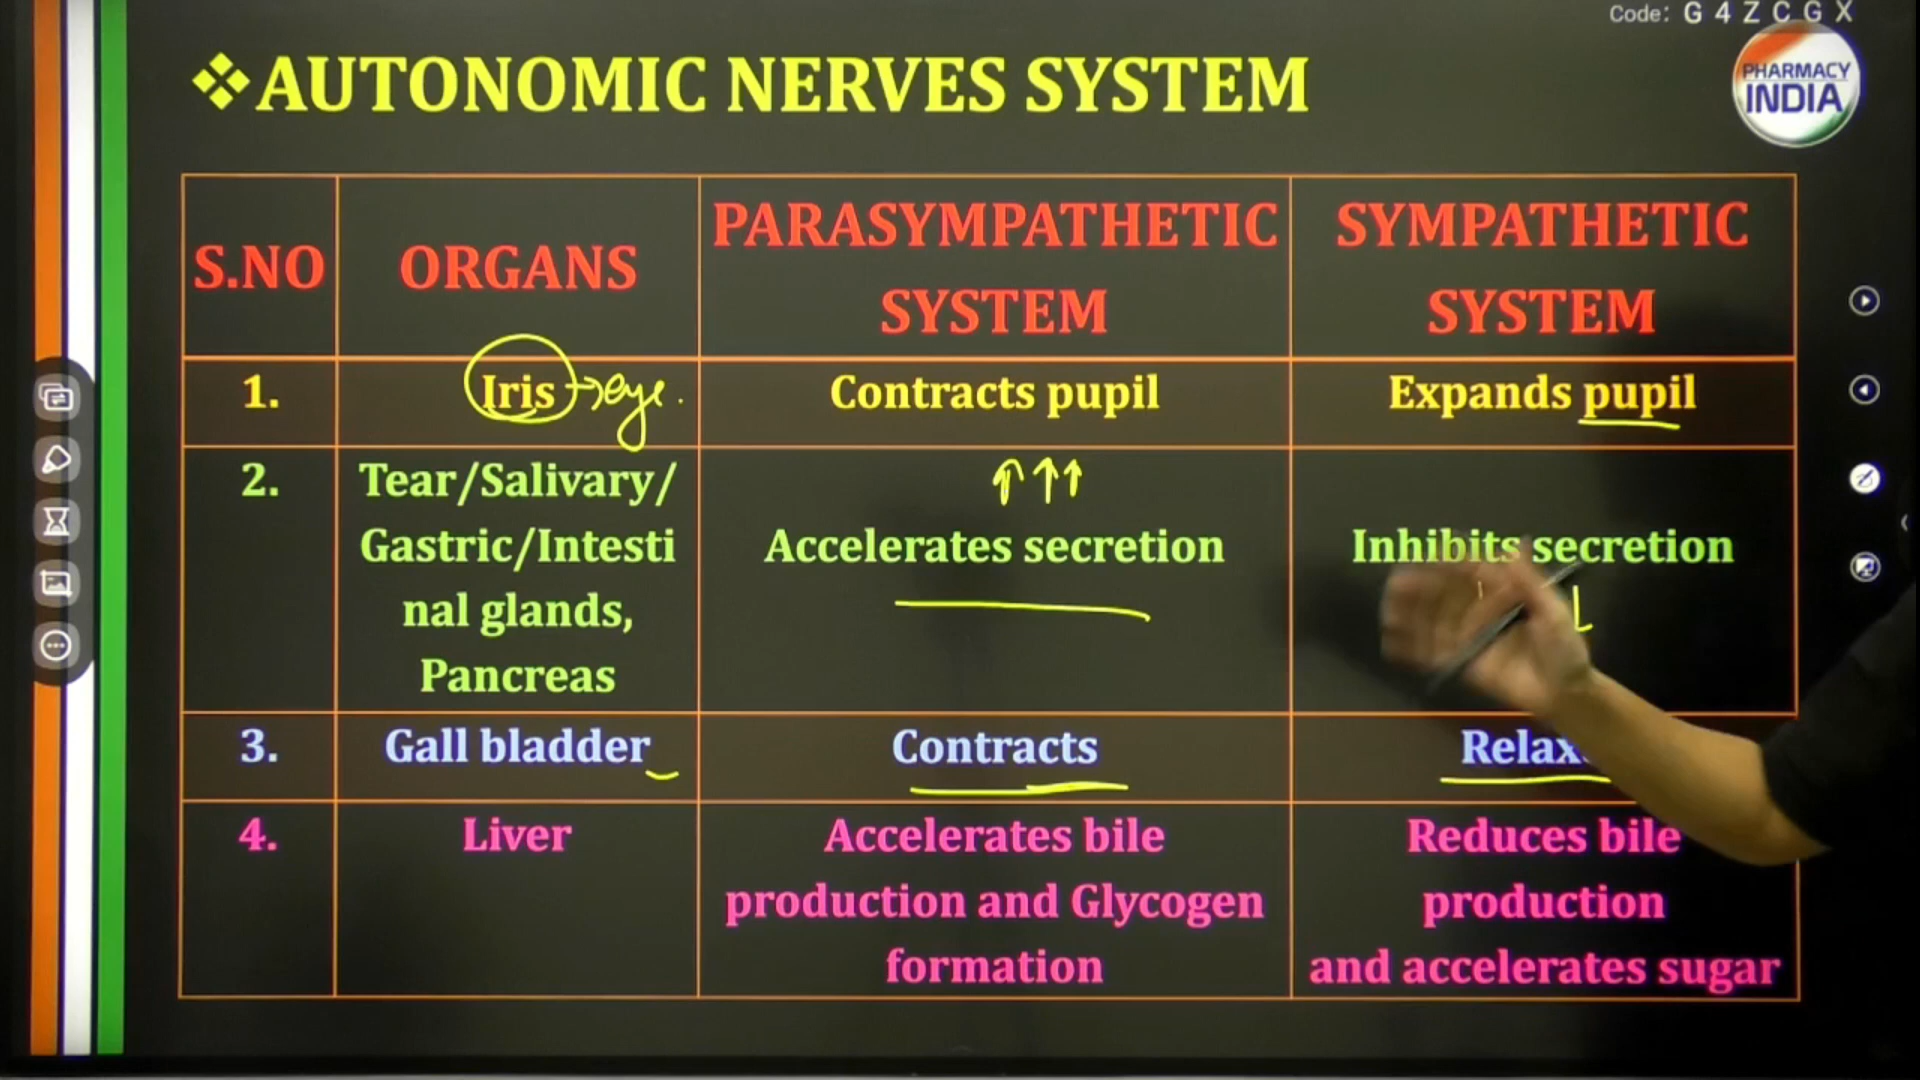 Code: G 4 Z C G X
❖AUTONOMIC NERVES SYSTEM
PHARMACY
INDIA
S.NO
ORGANS
PARASYMPATHETIC
SYSTEM
SYMPATHETIC
SYSTEM
1.
Iris →eye.
Contracts pupil
Expands pupil
2.
Tear/Salivary/
Gastric/Intesti
nal glands,
Pancreas
↑↑↑
Accelerates secretion
Inhibits secretion
3.
Gall bladder
Contracts
4.
Liver
Accelerates bile
production and Glycogen
formation
Reduces bile
production
and accelerates sugar